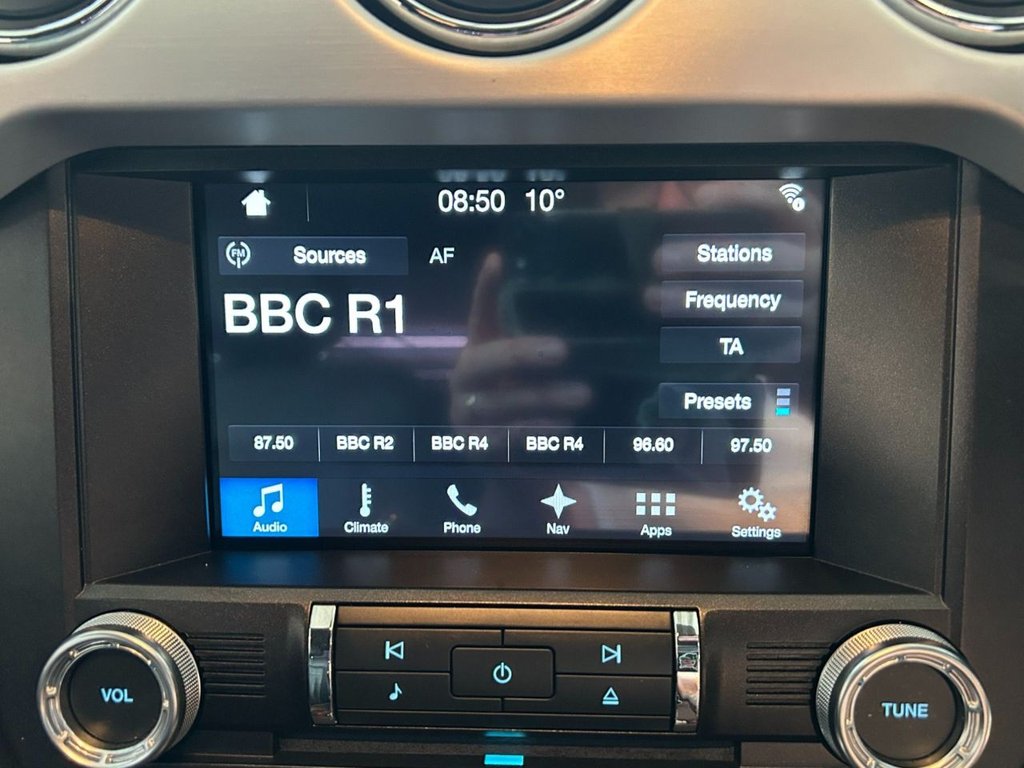 08:50 10°
FM Sources AF Stations
BBC R1
Frequency
TA
Presets
87.50 BBC R2 BBC R4 BBC R4 96.60 97.50
Audio Climate Phone Nav Apps Settings
VOL
TUNE